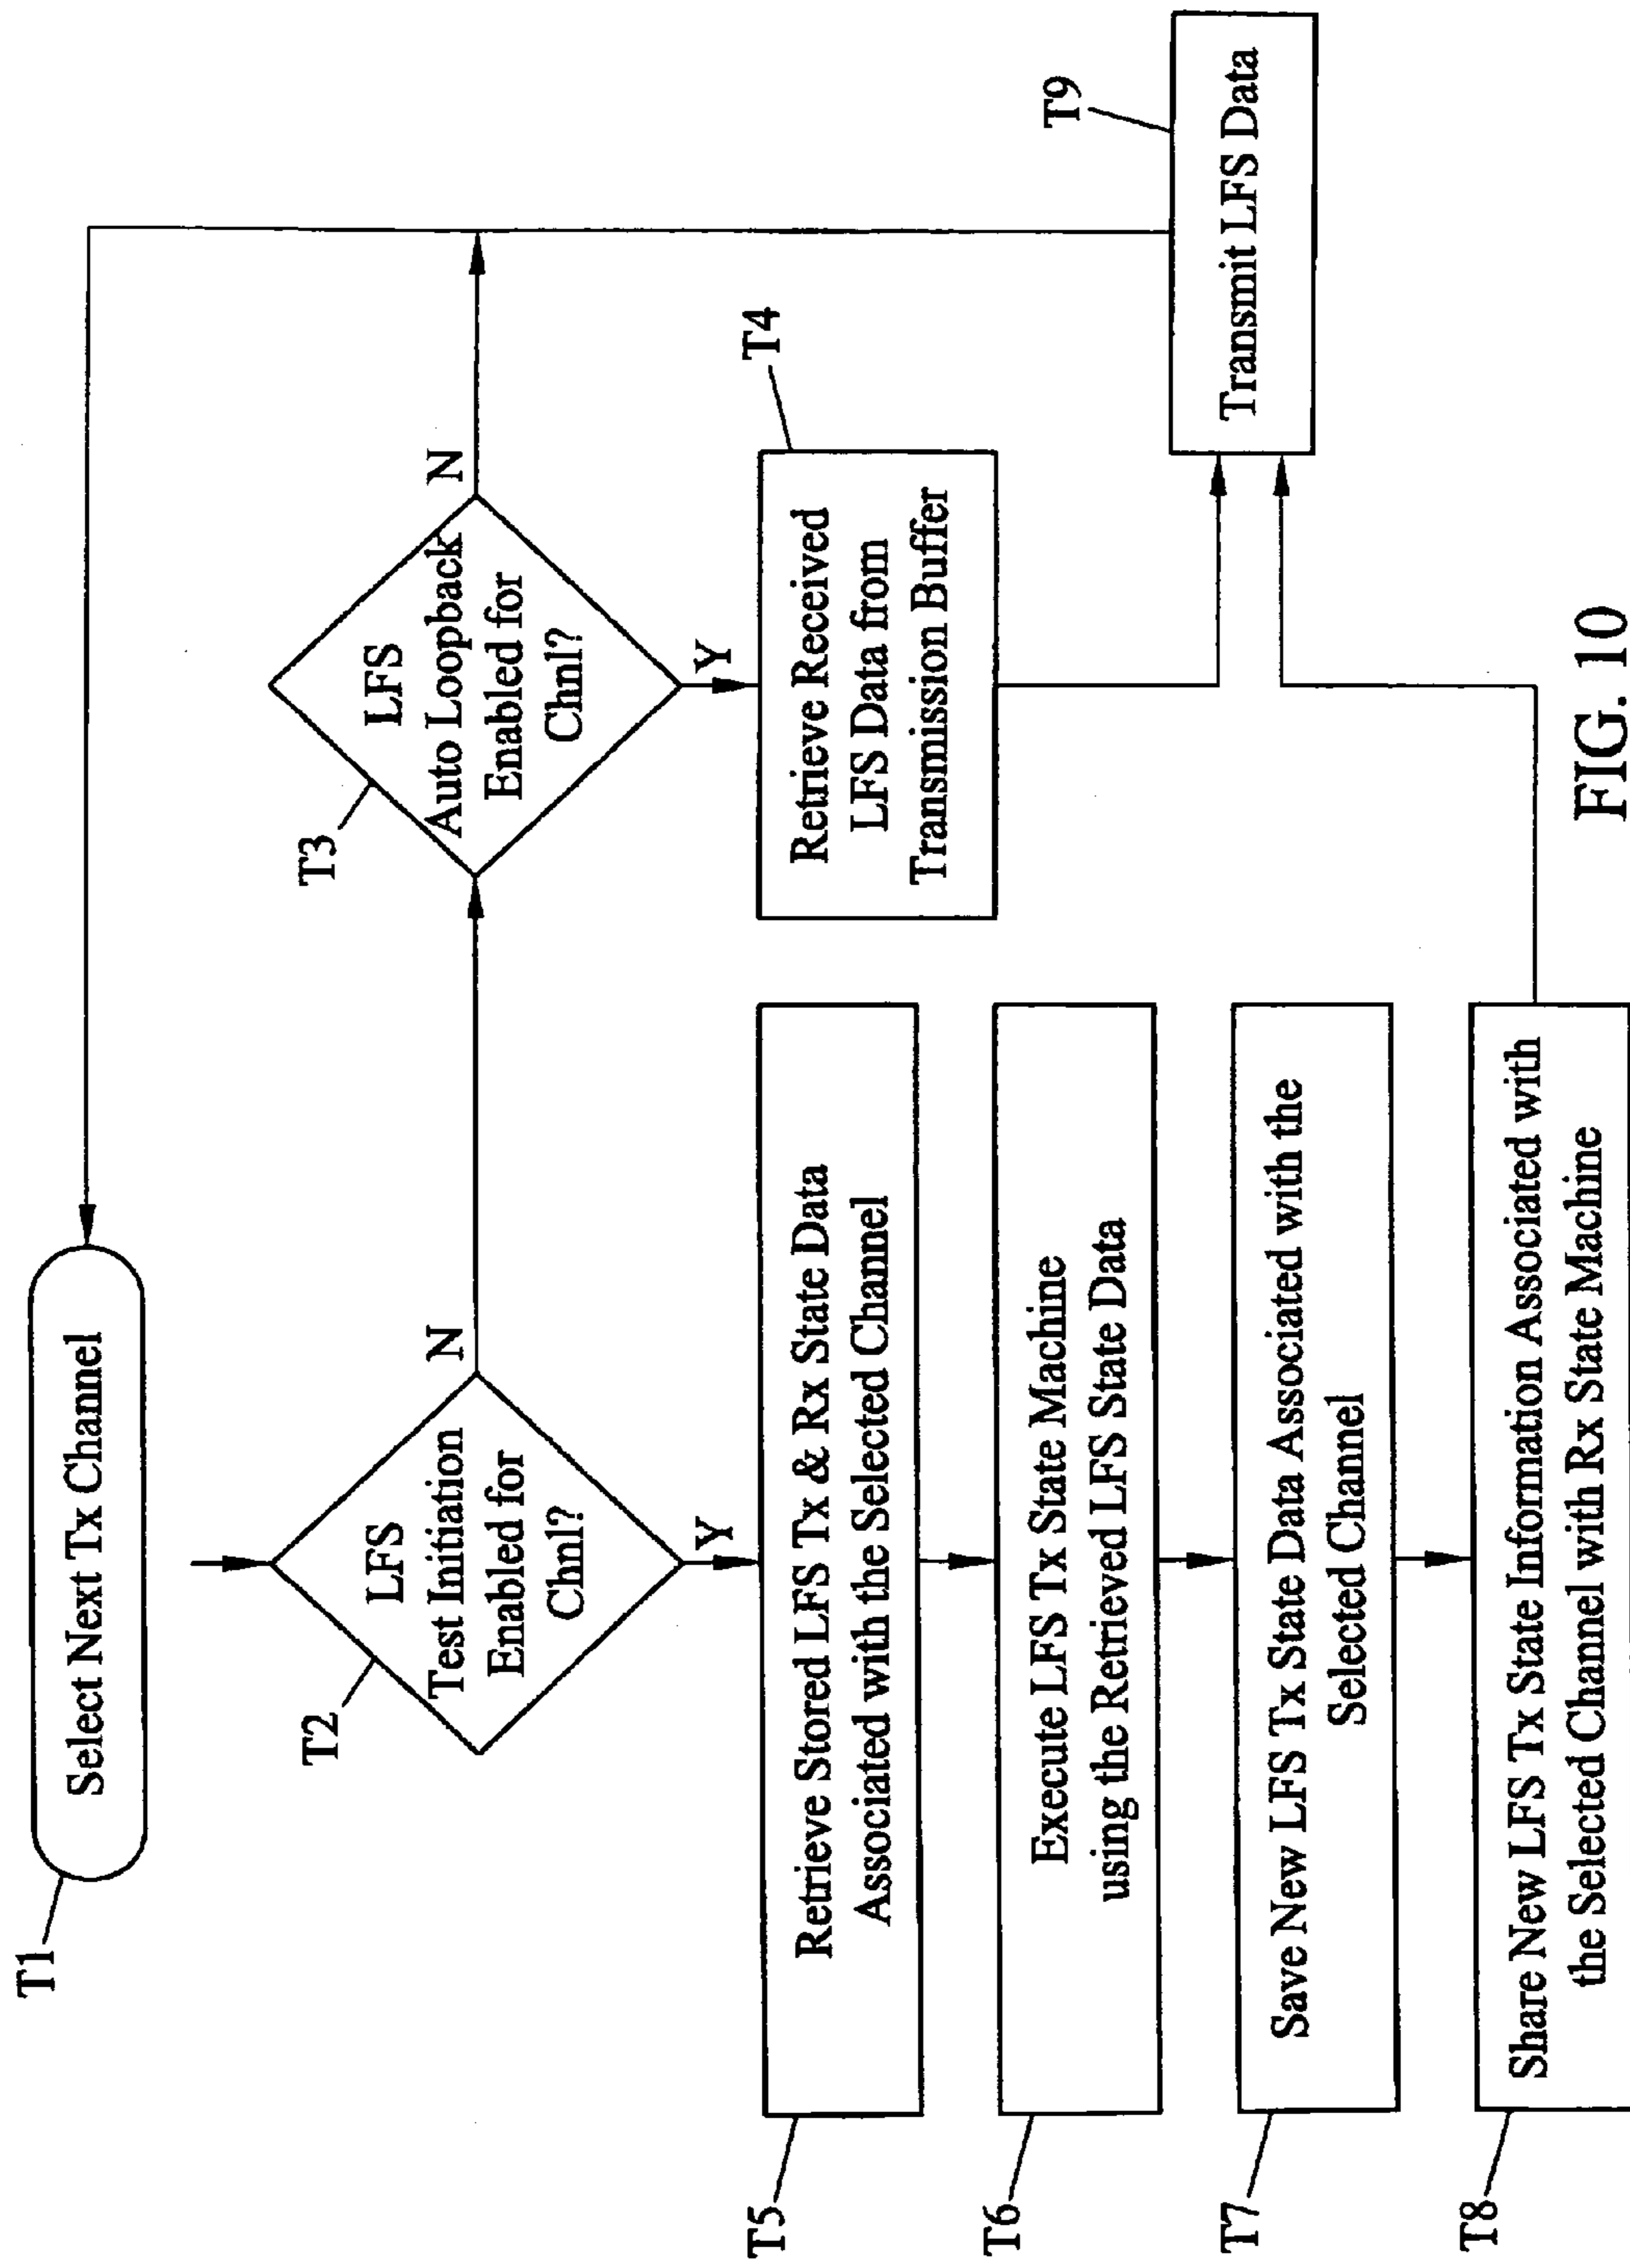 T1
Select Next Tx Channel
T2
LFS
Test Initiation
Enabled for
Chnl?
N
Y
T3
LFS
Auto Loopback
Enabled for
Chnl?
N
Y
T4
Retrieve Received
LFS Data from
Transmission Buffer
T5
Retrieve Stored LFS Tx & Rx State Data
Associated with the Selected Channel
T6
Execute LFS Tx State Machine
using the Retrieved LFS State Data
T7
Save New LFS Tx State Data Associated with the
Selected Channel
T8
Share New LFS Tx State Information Associated with
the Selected Channel with Rx State Machine
T9
Transmit LFS Data
FIG. 10